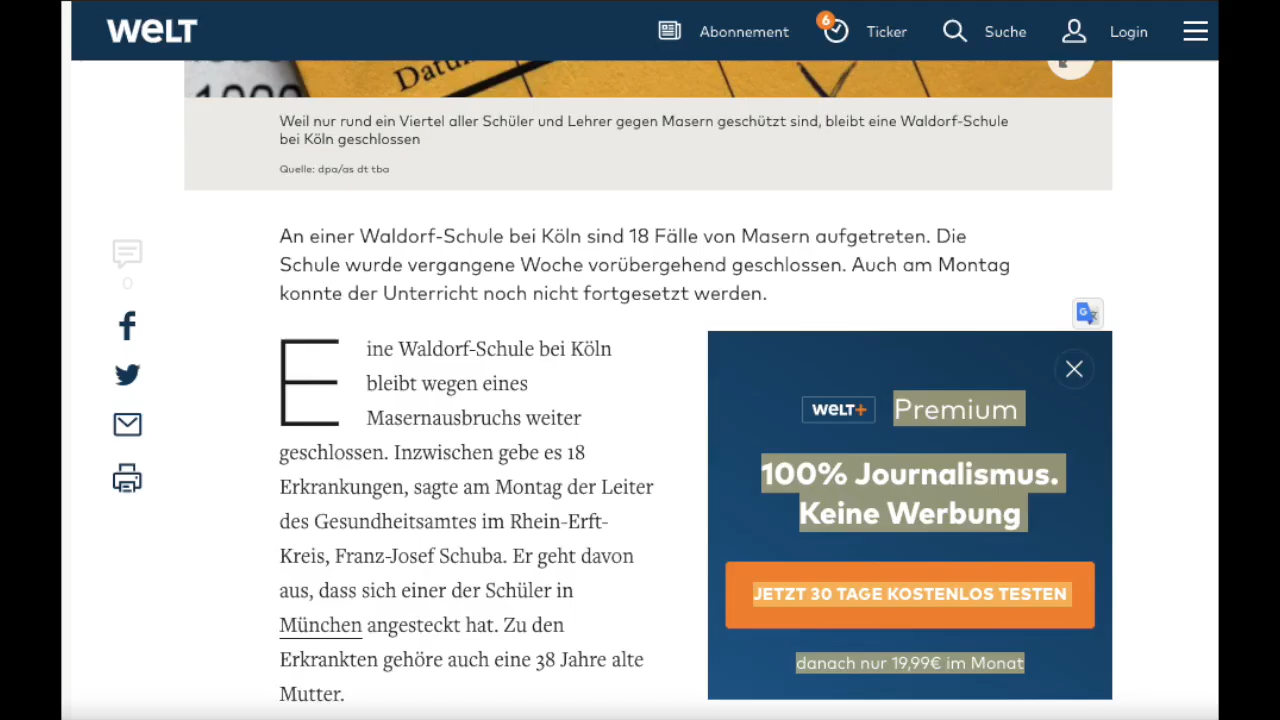 WELT
Abonnement
6
Ticker
Suche
Login
Datu
Weil nur rund ein Viertel aller Schüler und Lehrer gegen Masern geschützt sind, bleibt eine Waldorf-Schule
bei Köln geschlossen
Quelle: dpa/as dt tba
An einer Waldorf-Schule bei Köln sind 18 Fälle von Masern aufgetreten. Die
Schule wurde vergangene Woche vorübergehend geschlossen. Auch am Montag
konnte der Unterricht noch nicht fortgesetzt werden.
0
Eine Waldorf-Schule bei Köln
bleibt wegen eines
Masernausbruchs weiter
geschlossen. Inzwischen gebe es 18
Erkrankungen, sagte am Montag der Leiter
des Gesundheitsamtes im Rhein-Erft-
Kreis, Franz-Josef Schuba. Er geht davon
aus, dass sich einer der Schüler in
München angesteckt hat. Zu den
Erkrankten gehöre auch eine 38 Jahre alte
Mutter.
WELT+ Premium
100% Journalismus.
Keine Werbung
JETZT 30 TAGE KOSTENLOS TESTEN
danach nur 19,99€ im Monat